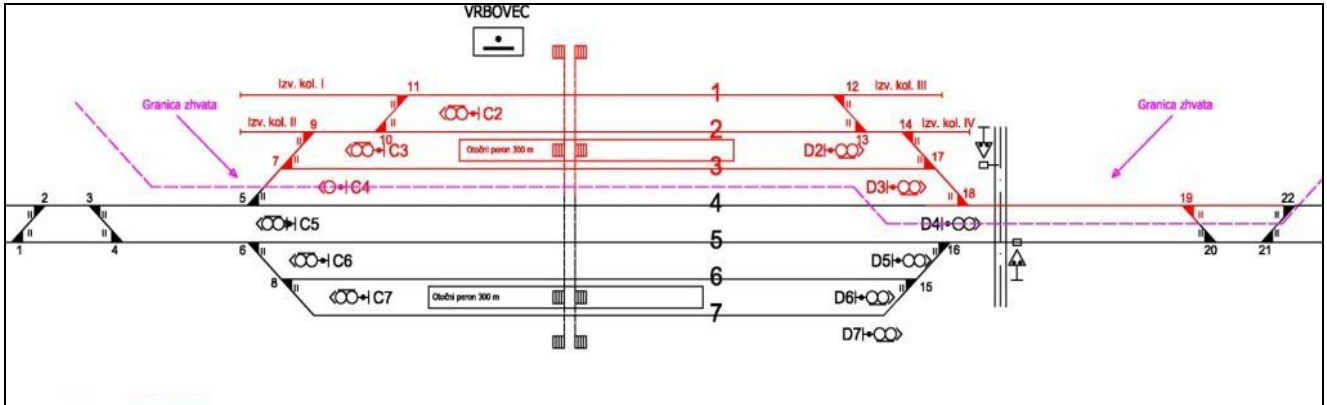 VRBOVEC
Izv. kol. I
11
1
12
Izv. kol. III
Granica zhvata
Granica zhvata
C2
Izv. kol. II
9
10
2
13
14
Izv. kol. IV
C3
Otočni peron 300 m
D2
7
3
17
C4
D3
18
2
3
5
4
19
22
C5
D4
1
4
6
5
16
20
21
C6
D5
8
6
15
C7
Otočni peron 300 m
D6
7
D7